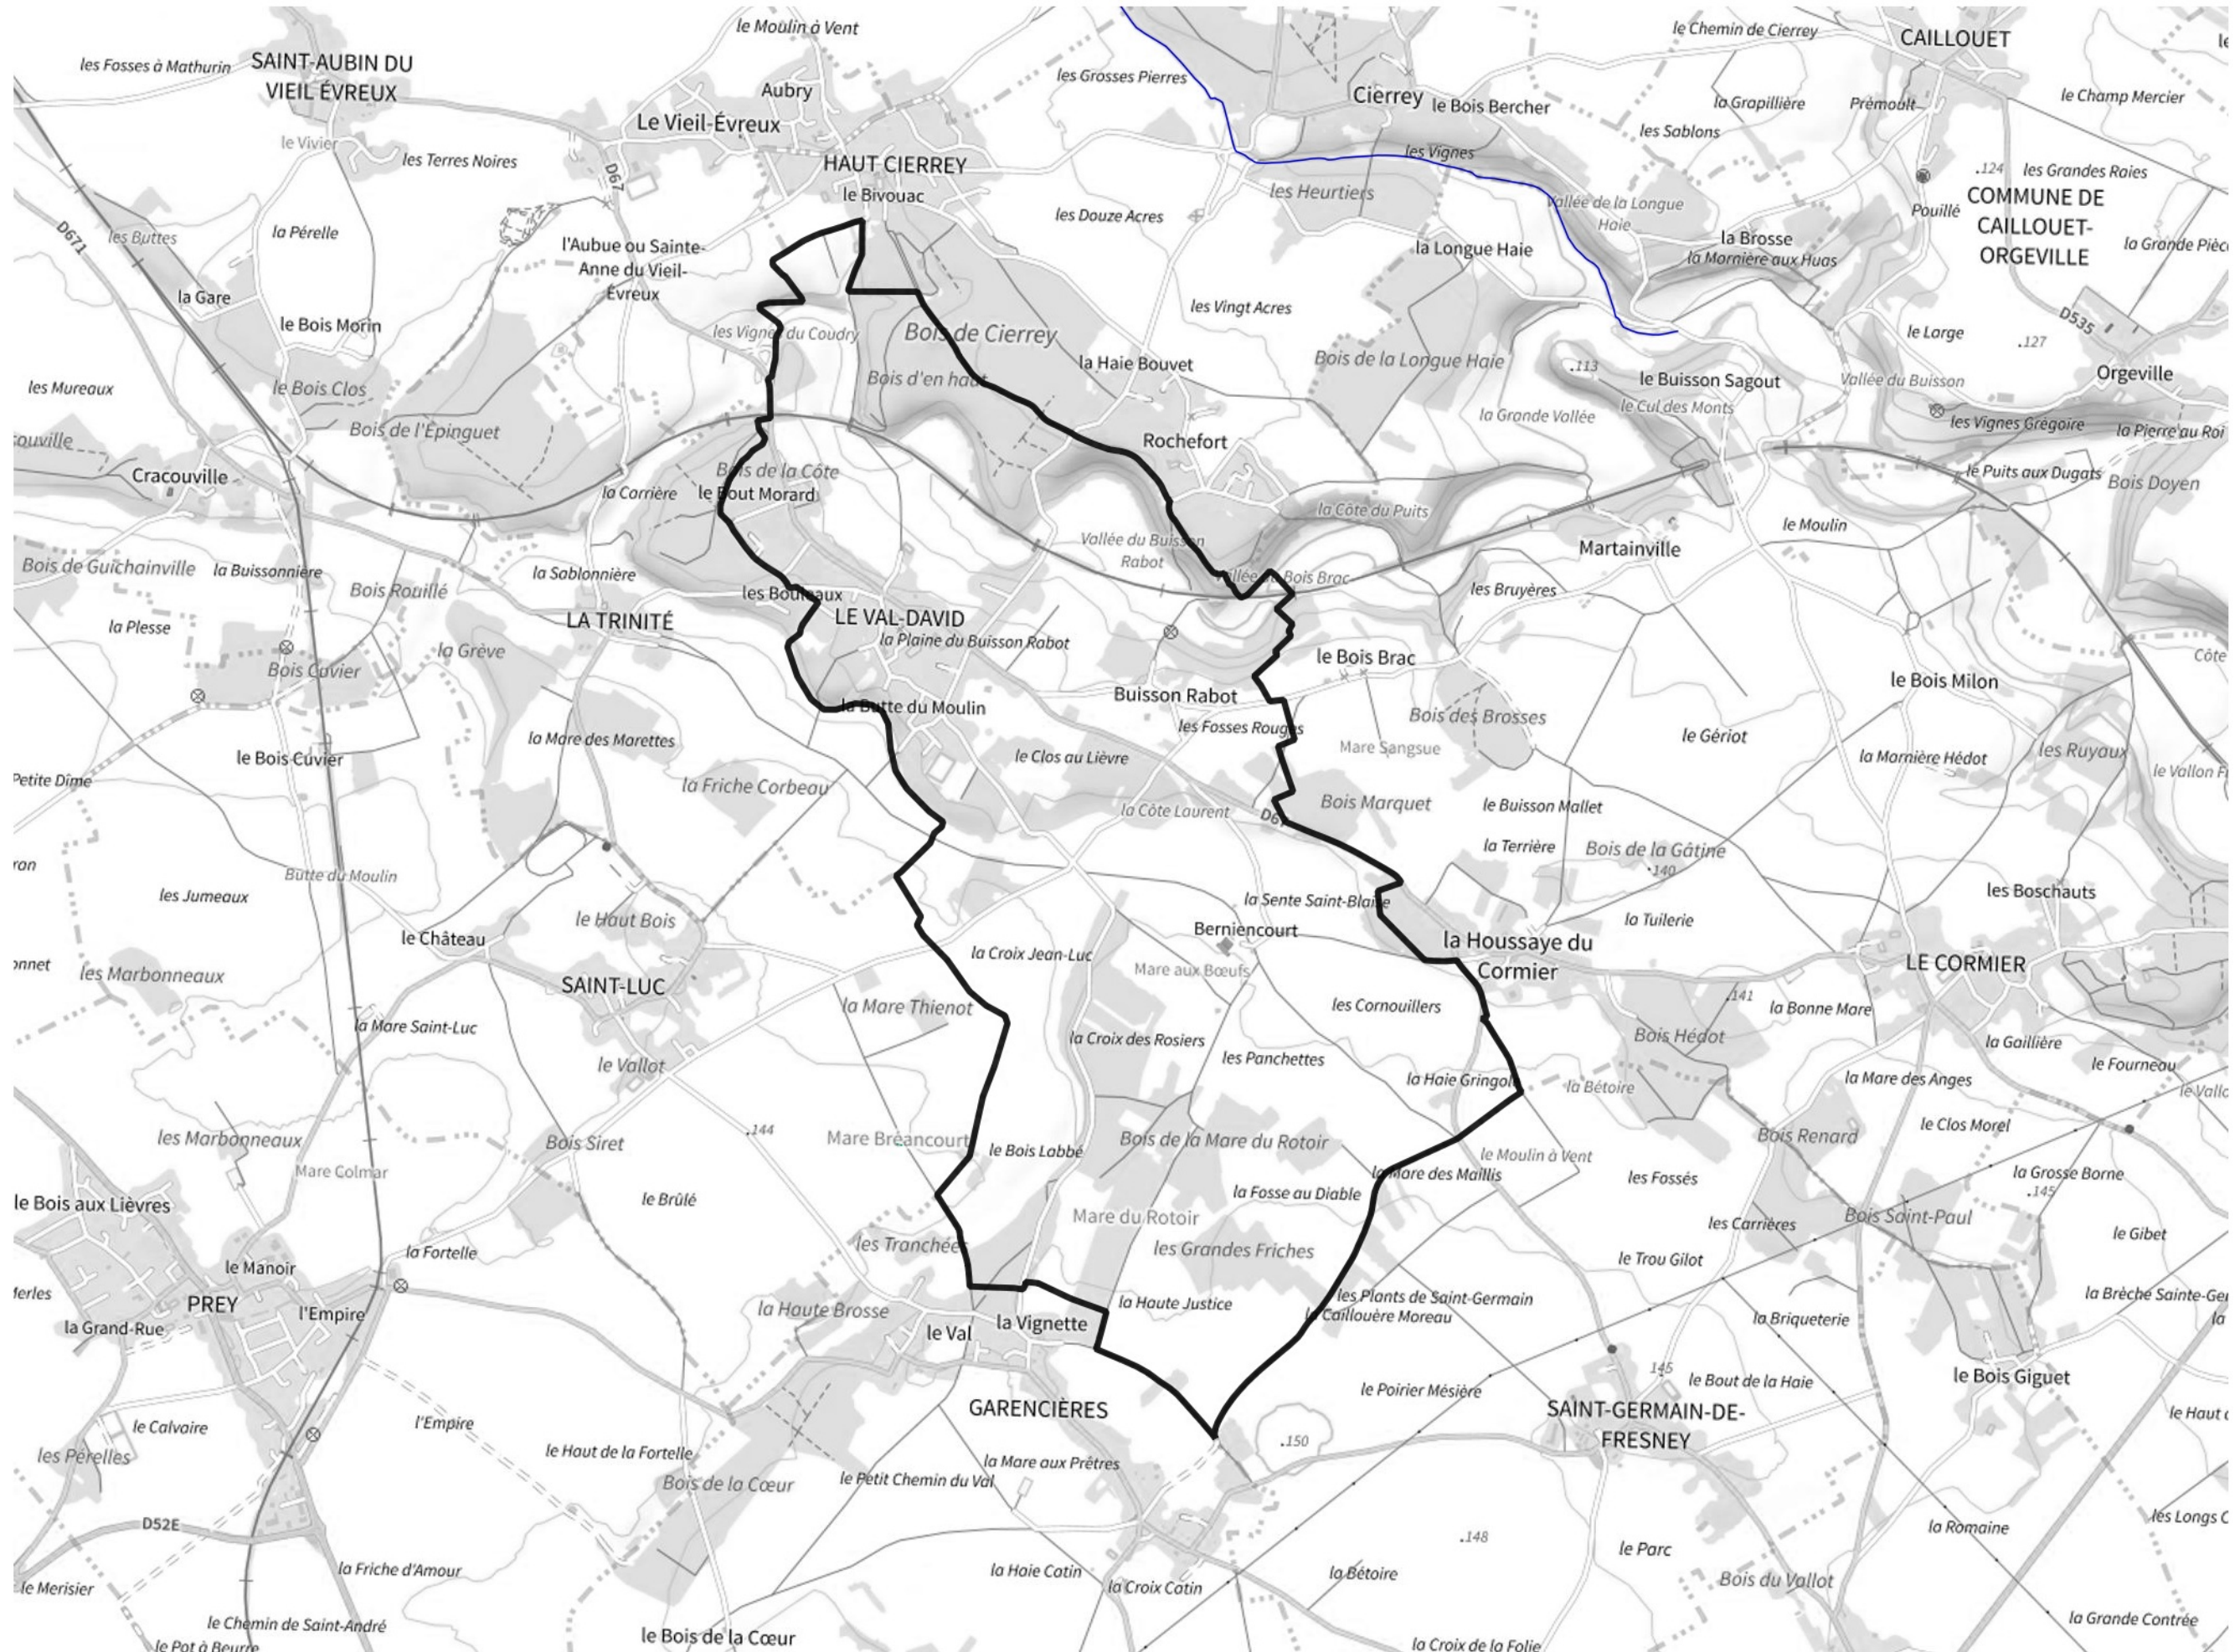 le Moulin à Vent
le Chemin de Cierrey
CAILLOUET
les Fosses à Mathurin
SAINT-AUBIN DU
VIEIL ÉVREUX
les Grosses Pierres
Aubry
Cierrey
le Bois Bercher
la Grapillière
Prémoult
le Champ Mercier
Le Vieil-Évreux
les Sablons
le Vivier
les Terres Noires
HAUT CIERREY
les Vignes
D67
.124
les Grandes Raies
le Bivouac
les Heurtiers
COMMUNE DE
CAILLOUET-
ORGEVILLE
Vallée de la Longue
Haie
Pouillé
les Douze Acres
D671
les Buttes
la Pérelle
l'Aubue ou Sainte-
Anne du Vieil-
Évreux
la Longue Haie
la Brosse
la Marnière aux Huas
la Grande Pièce
la Gare
les Vingt Acres
le Bois Morin
les Vignes du Coudry
Bois de Cierrey
D535
le Large
.127
la Haie Bouvet
Bois de la Longue Haie
.113
le Buisson Sagout
Vallée du Buisson
Orgeville
les Mureaux
le Bois Clos
Bois d'en haut
la Grande Vallée
le Cul des Monts
les Vignes Grégoire
la Pierre au Roi
couville
Bois de l'Épinguet
Rochefort
Cracouville
Bois de la Côte
le Puits aux Dugats
Bois Doyen
la Carrière
le Bout Morard
la Côte du Puits
le Moulin
Vallée du Buisson
Rabot
Martainville
Bois de Guichainville
la Buissonnière
la Sablonnière
Vallée du Bois Brac
Bois Rouillé
les Bouleaux
les Bruyères
LA TRINITÉ
LE VAL-DAVID
la Plesse
la Plaine du Buisson Rabot
la Grève
le Bois Brac
Côte
Bois Cuvier
Buisson Rabot
le Bois Milon
la Butte du Moulin
les Fosses Rouges
Bois des Brosses
la Mare des Marettes
Mare Sangsue
le Gériot
les Ruyaux
le Bois Cuvier
le Clos au Lièvre
la Marnière Hédot
le Vallon F
Petite Dîme
la Friche Corbeau
la Côte Laurent
D67
Bois Marquet
le Buisson Mallet
la Terrière
Bois de la Gâtine
.140
ran
Butte du Moulin
les Jumeaux
les Boschauts
la Sente Saint-Blaise
le Haut Bois
la Tuilerie
le Château
Berniencourt
la Houssaye du
Cormier
la Croix Jean-Luc
LE CORMIER
onnet
les Marbonneaux
Mare aux Bœufs
SAINT-LUC
la Mare Thienot
les Cornouillers
.141
la Bonne Mare
la Mare Saint-Luc
la Croix des Rosiers
Bois Hédot
la Gaillière
les Panchettes
le Vallot
le Fourneau
la Haie Gringole
la Bétoire
la Mare des Anges
le Vallo
.144
le Clos Morel
les Marbonneaux
Bois Siret
Mare Bréancourt
le Bois Labbé
Bois de la Mare du Rotoir
Bois Renard
le Moulin à Vent
Mare Colmar
la Mare des Maillis
les Fossés
la Grosse Borne
.145
le Bois aux Lièvres
le Brûlé
la Fosse au Diable
Mare du Rotoir
les Carrières
Bois Saint-Paul
le Gibet
les Tranchées
les Grandes Friches
la Fortelle
le Trou Gilot
le Manoir
Merles
PREY
l'Empire
la Haute Brosse
la Haute Justice
les Plants de Saint-Germain
la Caillouère Moreau
la Brèche Sainte-Ger
la Grand-Rue
le Val
la Vignette
la Briqueterie
la
145
le Bout de la Haie
le Bois Giguet
le Poirier Mésière
GARENCIÈRES
SAINT-GERMAIN-DE-
FRESNEY
le Calvaire
l'Empire
le Haut
les Pérelles
le Haut de la Fortelle
.150
la Mare aux Prêtres
Bois de la Cœur
le Petit Chemin du Val
D52E
les Longs
.148
la Romaine
le Parc
la Friche d'Amour
la Haie Catin
la Croix Catin
la Bétoire
le Merisier
Bois du Vallot
le Chemin de Saint-André
la Grande Contrée
le Pot à Beurre
le Bois de la Cœur
la Croix de la Folie